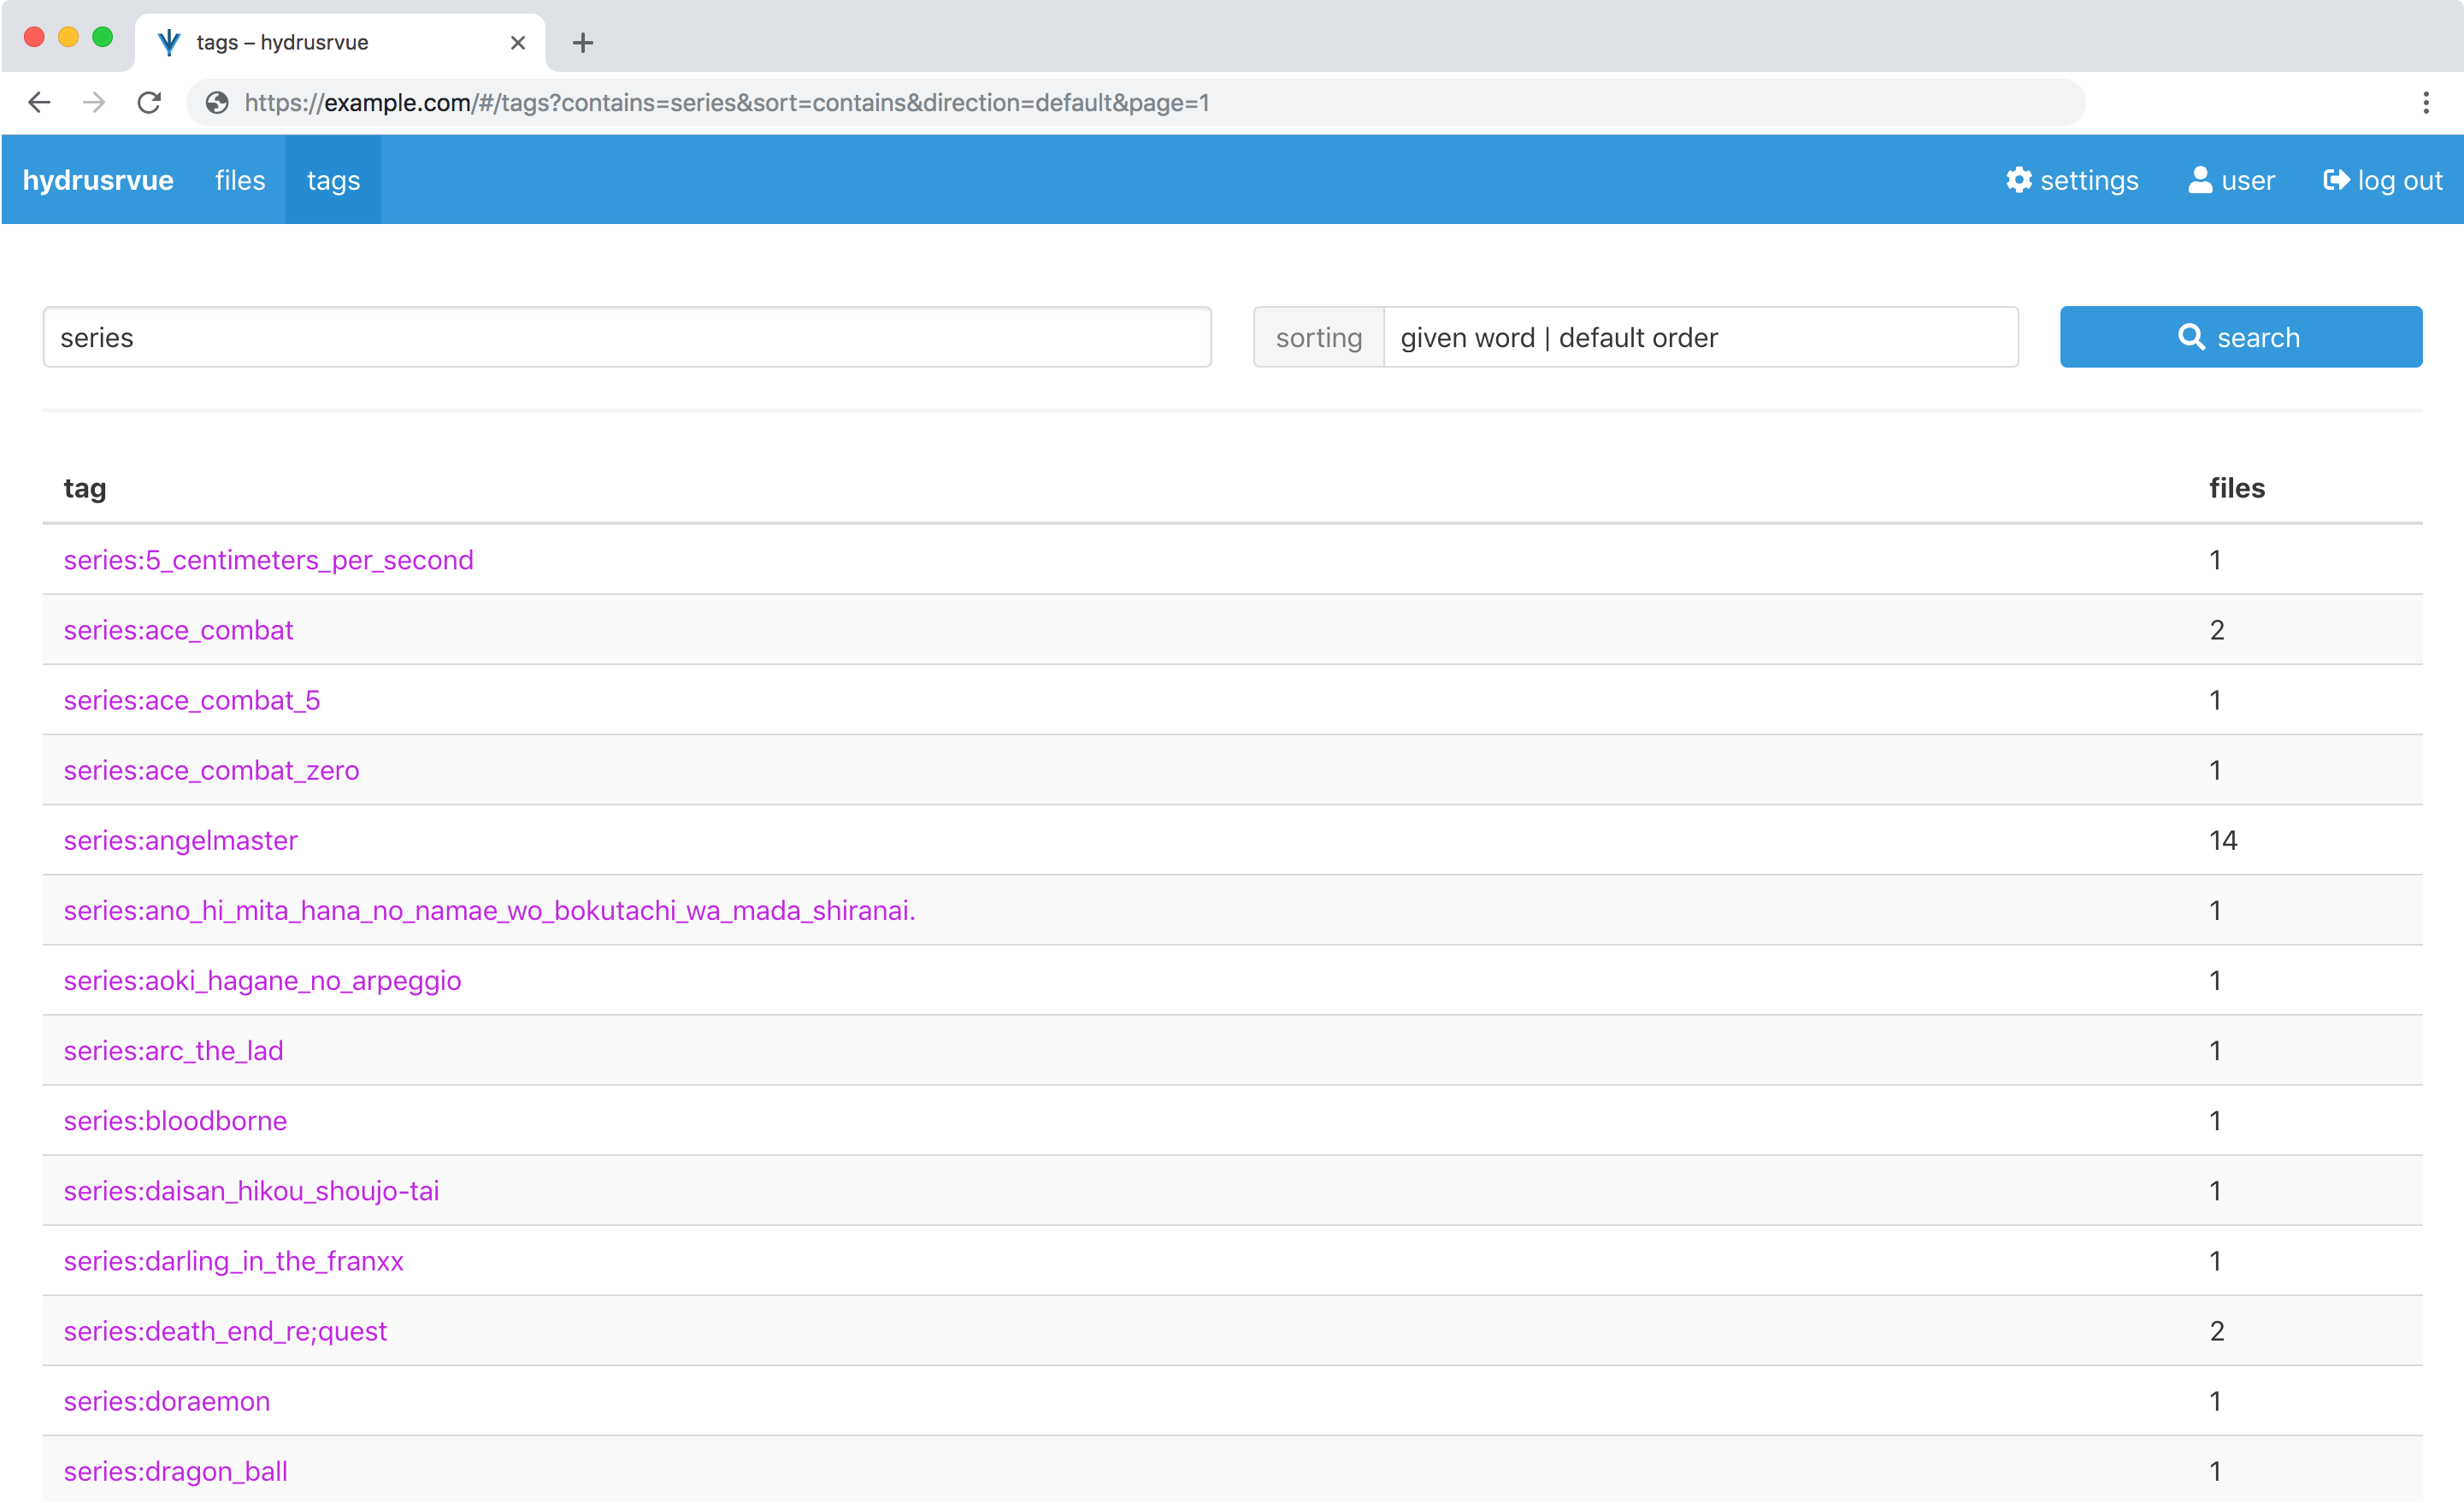 tags – hydrusrvue
https://example.com/#/tags?contains=series&sort=contains&direction=default&page=1
hydrusrvue files tags settings user log out
series sorting given word | default order search
tag files
series:5_centimeters_per_second 1
series:ace_combat 2
series:ace_combat_5 1
series:ace_combat_zero 1
series:angelmaster 14
series:ano_hi_mita_hana_no_namae_wo_bokutachi_wa_mada_shiranai. 1
series:aoki_hagane_no_arpeggio 1
series:arc_the_lad 1
series:bloodborne 1
series:daisan_hikou_shoujo-tai 1
series:darling_in_the_franxx 1
series:death_end_re;quest 2
series:doraemon 1
series:dragon_ball 1